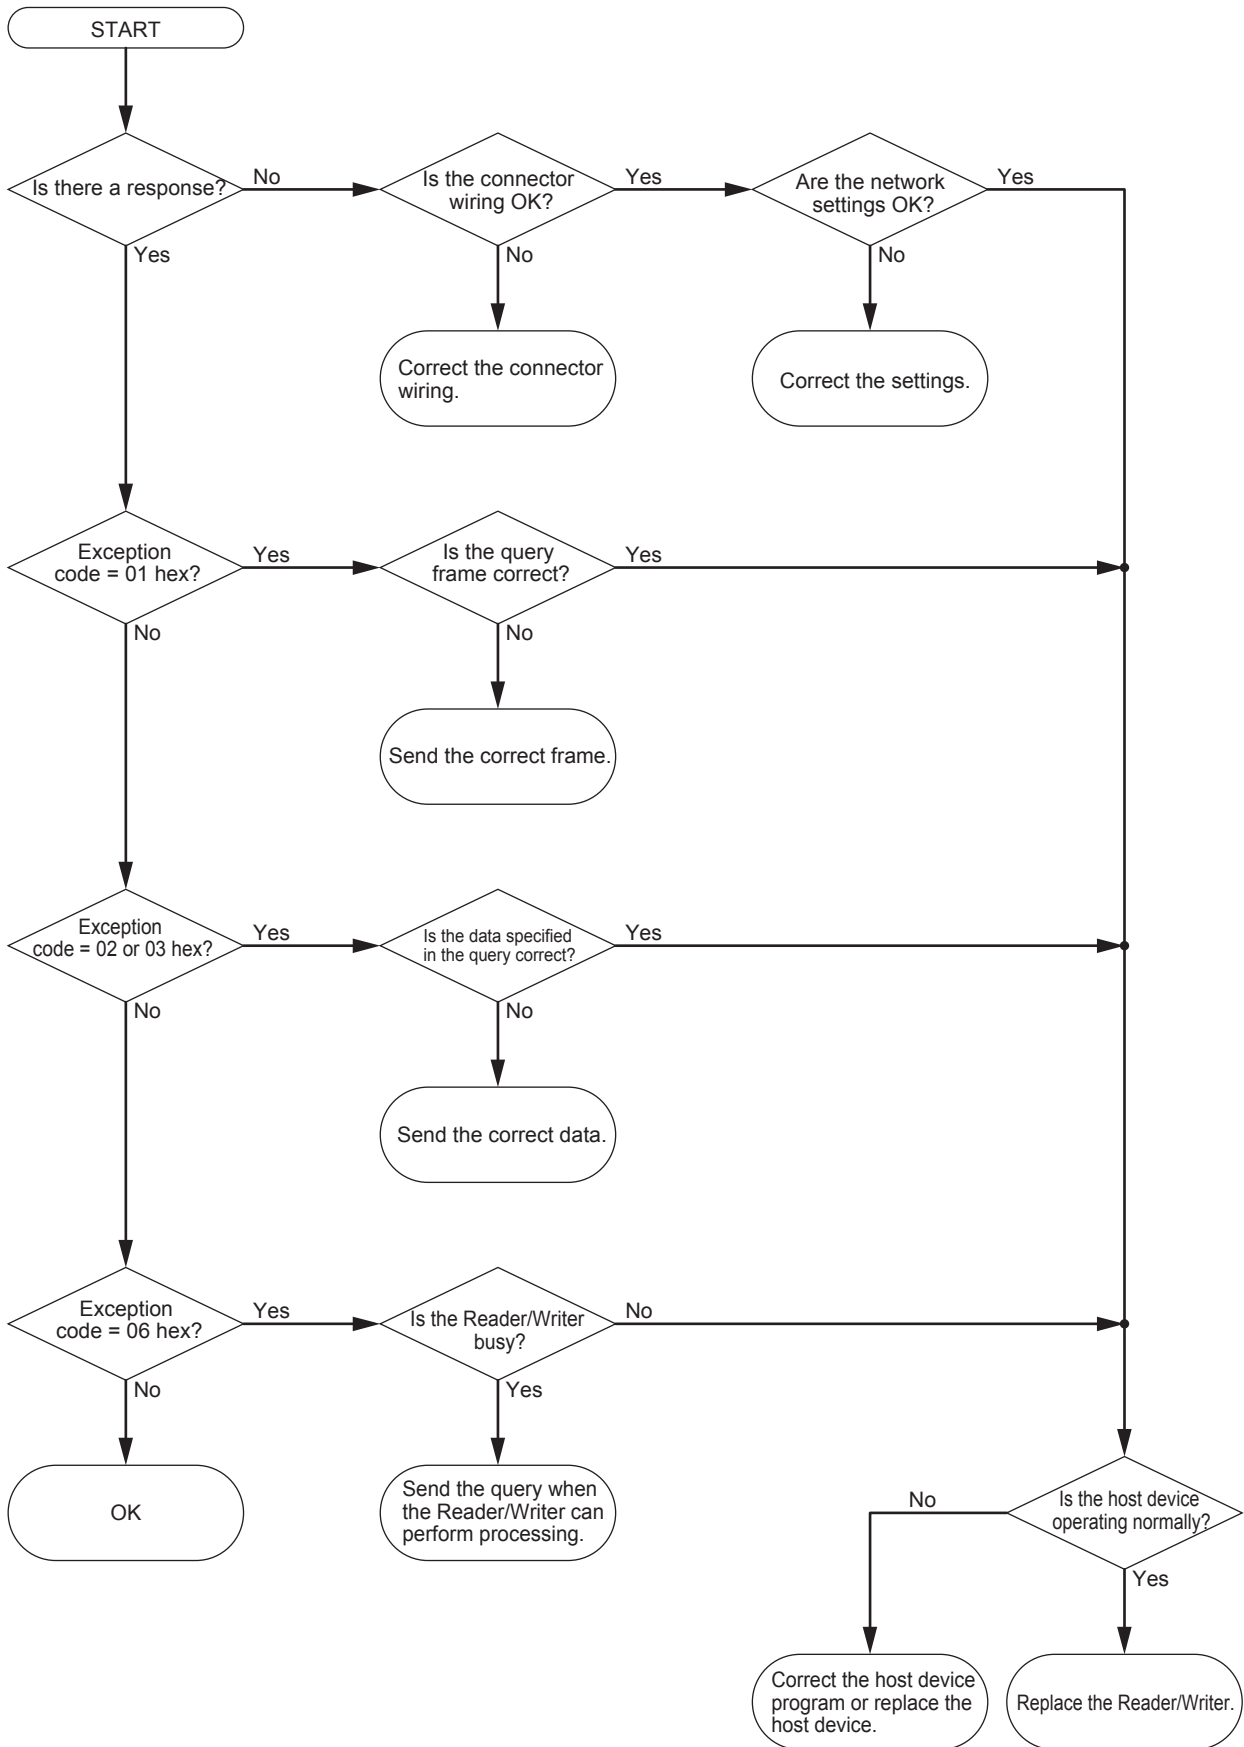 START
Is there a response?
No
Is the connector
wiring OK?
Yes
Are the network
settings OK?
Yes
Yes
No
No
Correct the connector
wiring.
Correct the settings.
Exception
code = 01 hex?
Yes
Is the query
frame correct?
Yes
No
No
Send the correct frame.
Exception
code = 02 or 03 hex?
Yes
Is the data specified
in the query correct?
Yes
No
No
Send the correct data.
Exception
code = 06 hex?
Yes
Is the Reader/Writer
busy?
No
No
Yes
OK
Send the query when
the Reader/Writer can
perform processing.
No
Is the host device
operating normally?
Yes
Correct the host device
program or replace the
host device.
Replace the Reader/Writer.